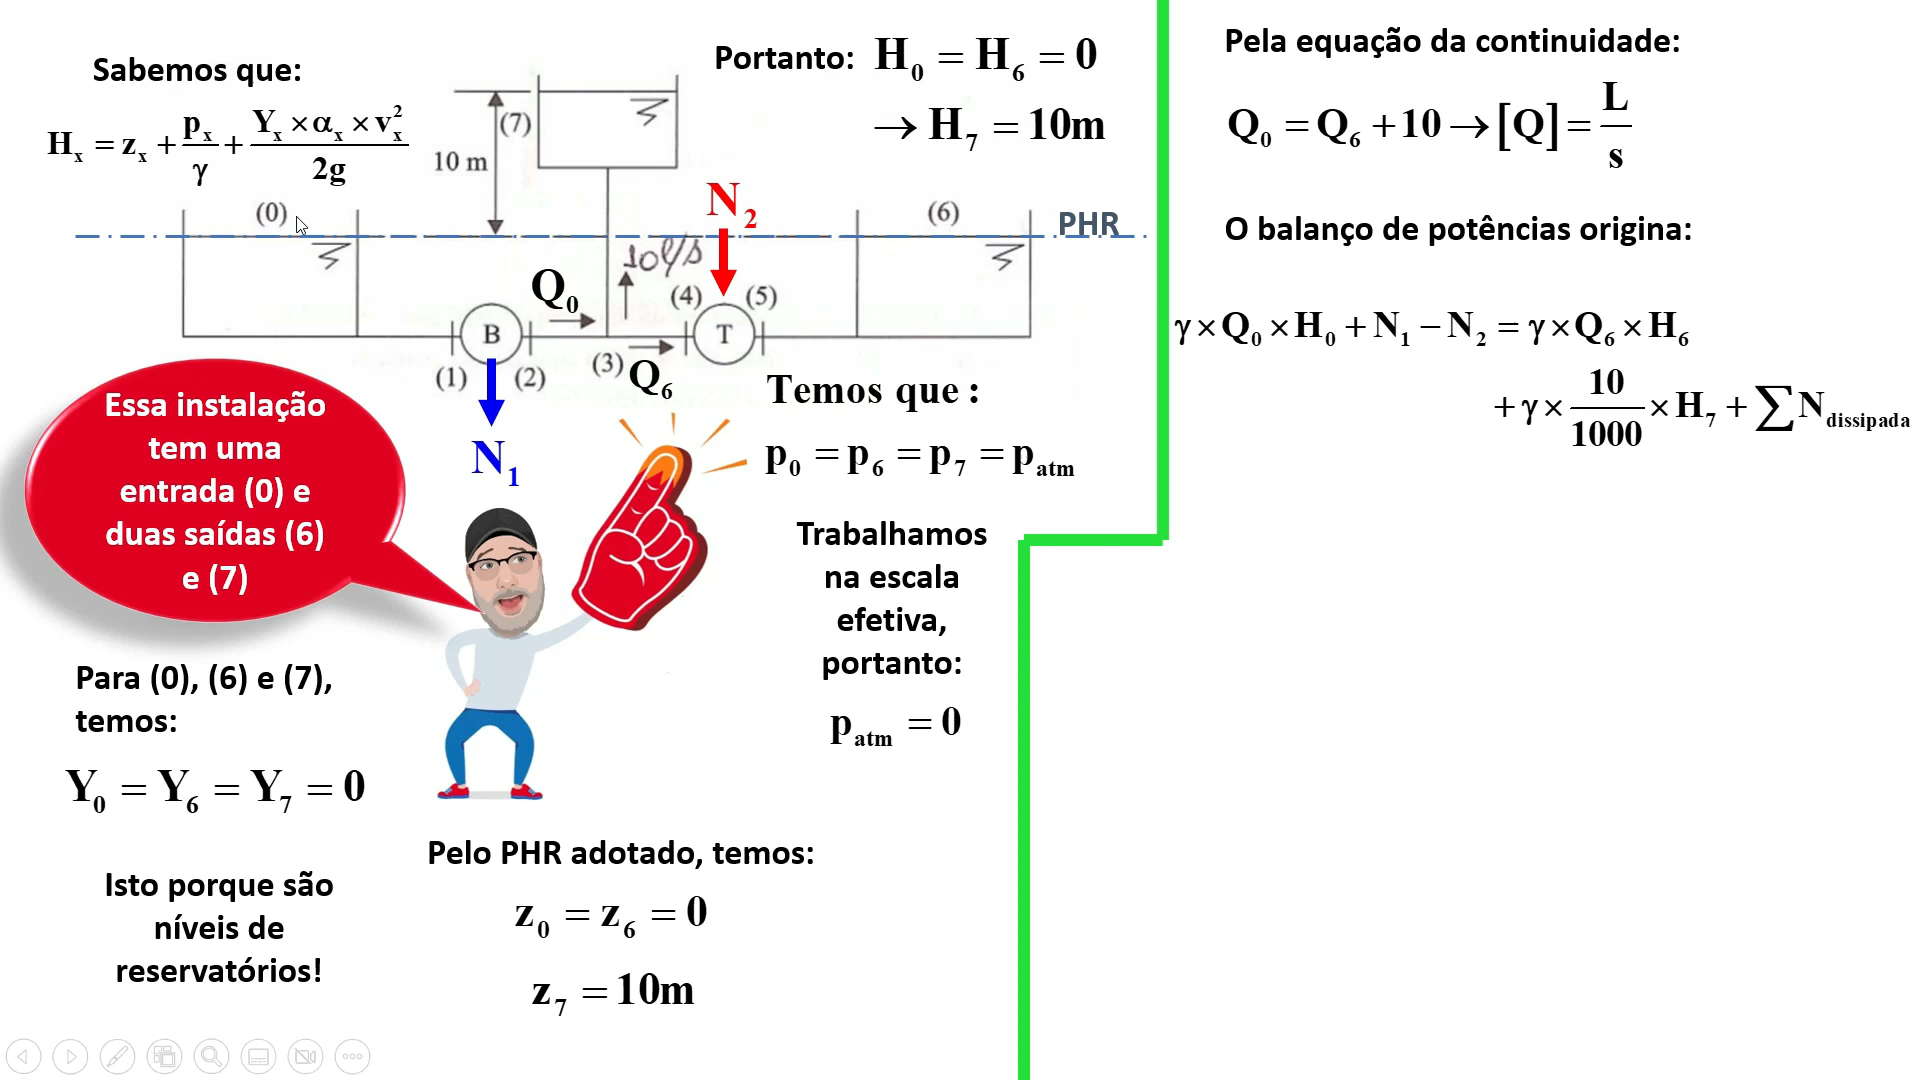 Sabemos que:
H_x = z_x + p_x/γ + (Y_x × α_x × v_x^2)/2g
(7)
10 m
(0)
N_2
(6)
PHR
10ℓ/s
Q_0
(4)
(5)
B
T
(1)
(2)
(3)
Q_6
N_1
Portanto: H_0 = H_6 = 0
→ H_7 = 10m
Essa instalação
tem uma
entrada (0) e
duas saídas (6)
e (7)
Temos que :
p_0 = p_6 = p_7 = p_atm
Trabalhamos
na escala
efetiva,
portanto:
p_atm = 0
Para (0), (6) e (7),
temos:
Y_0 = Y_6 = Y_7 = 0
Isto porque são
níveis de
reservatórios!
Pelo PHR adotado, temos:
z_0 = z_6 = 0
z_7 = 10m
Pela equação da continuidade:
Q_0 = Q_6 + 10 → [Q] = L/s
O balanço de potências origina:
γ × Q_0 × H_0 + N_1 − N_2 = γ × Q_6 × H_6
+ γ × 10/1000 × H_7 + ∑ N_dissipada